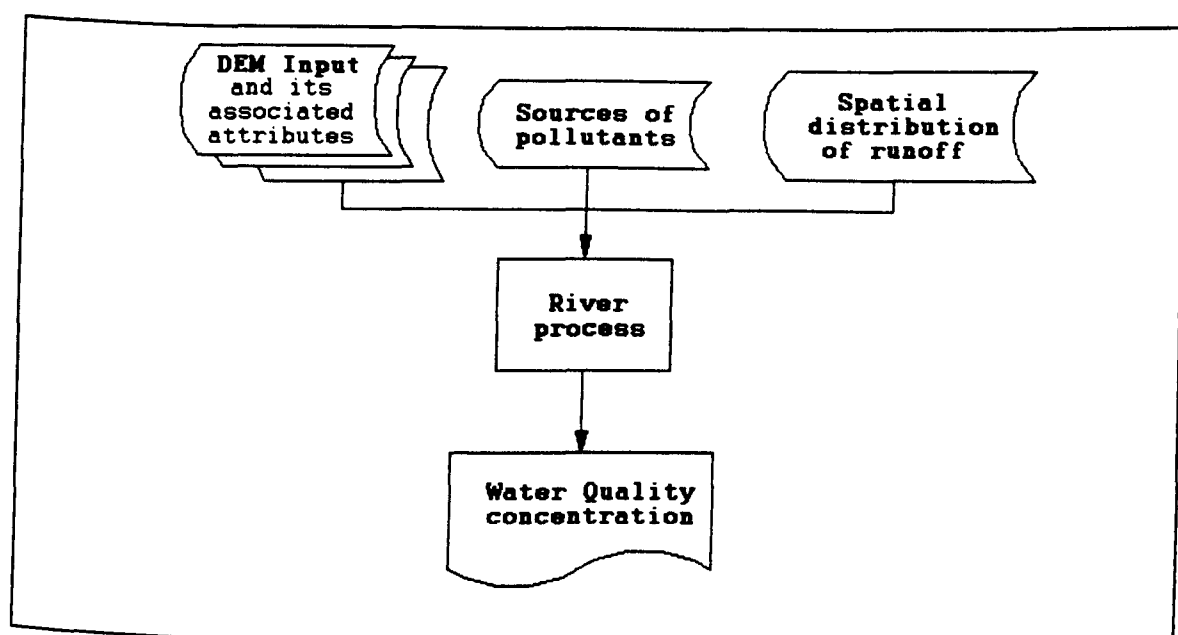 DEM Input
and its
associated
attributes
Sources of
pollutants
Spatial
distribution
of runoff
River
process
Water Quality
concentration